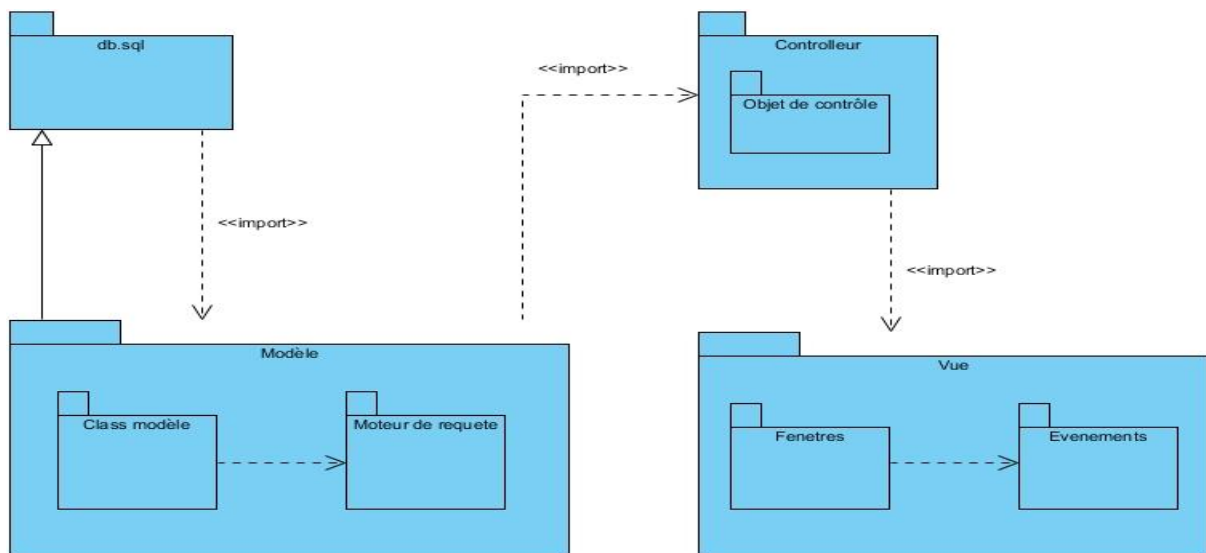 db.sql
Controlleur
<<import>>
Objet de contrôle
<<import>>
<<import>>
Modèle
Vue
Class modèle
Moteur de requete
Fenetres
Evenements